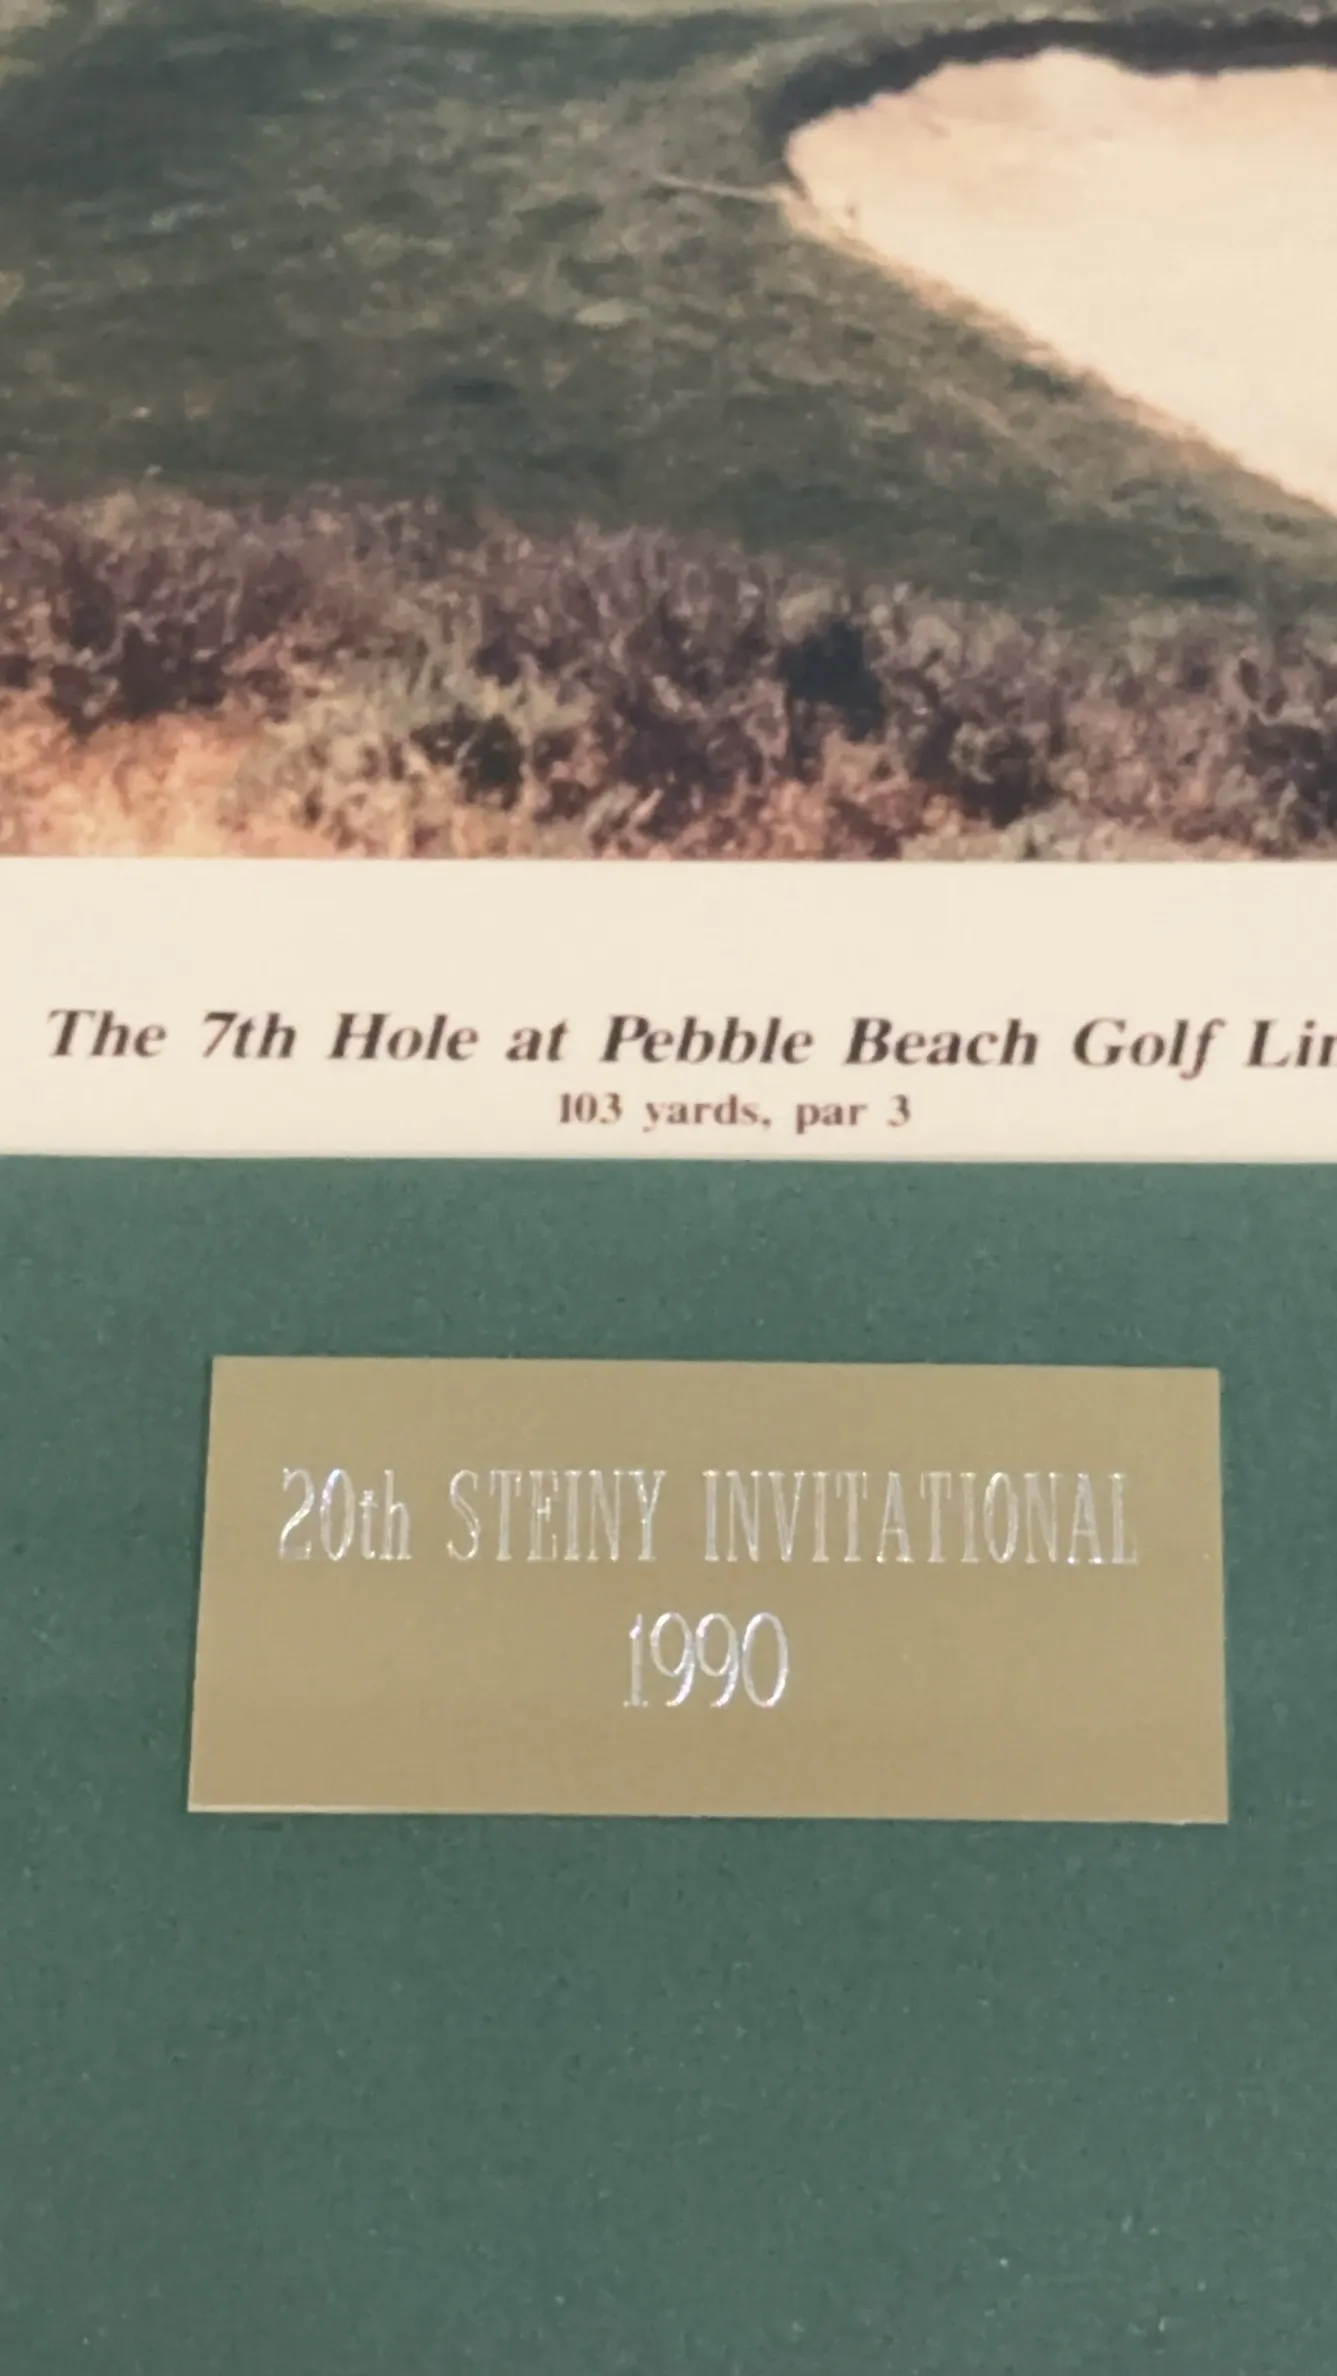 The 7th Hole at Pebble Beach Golf
103 yards, par 3
20th STEINY INVITATIONAL
1990